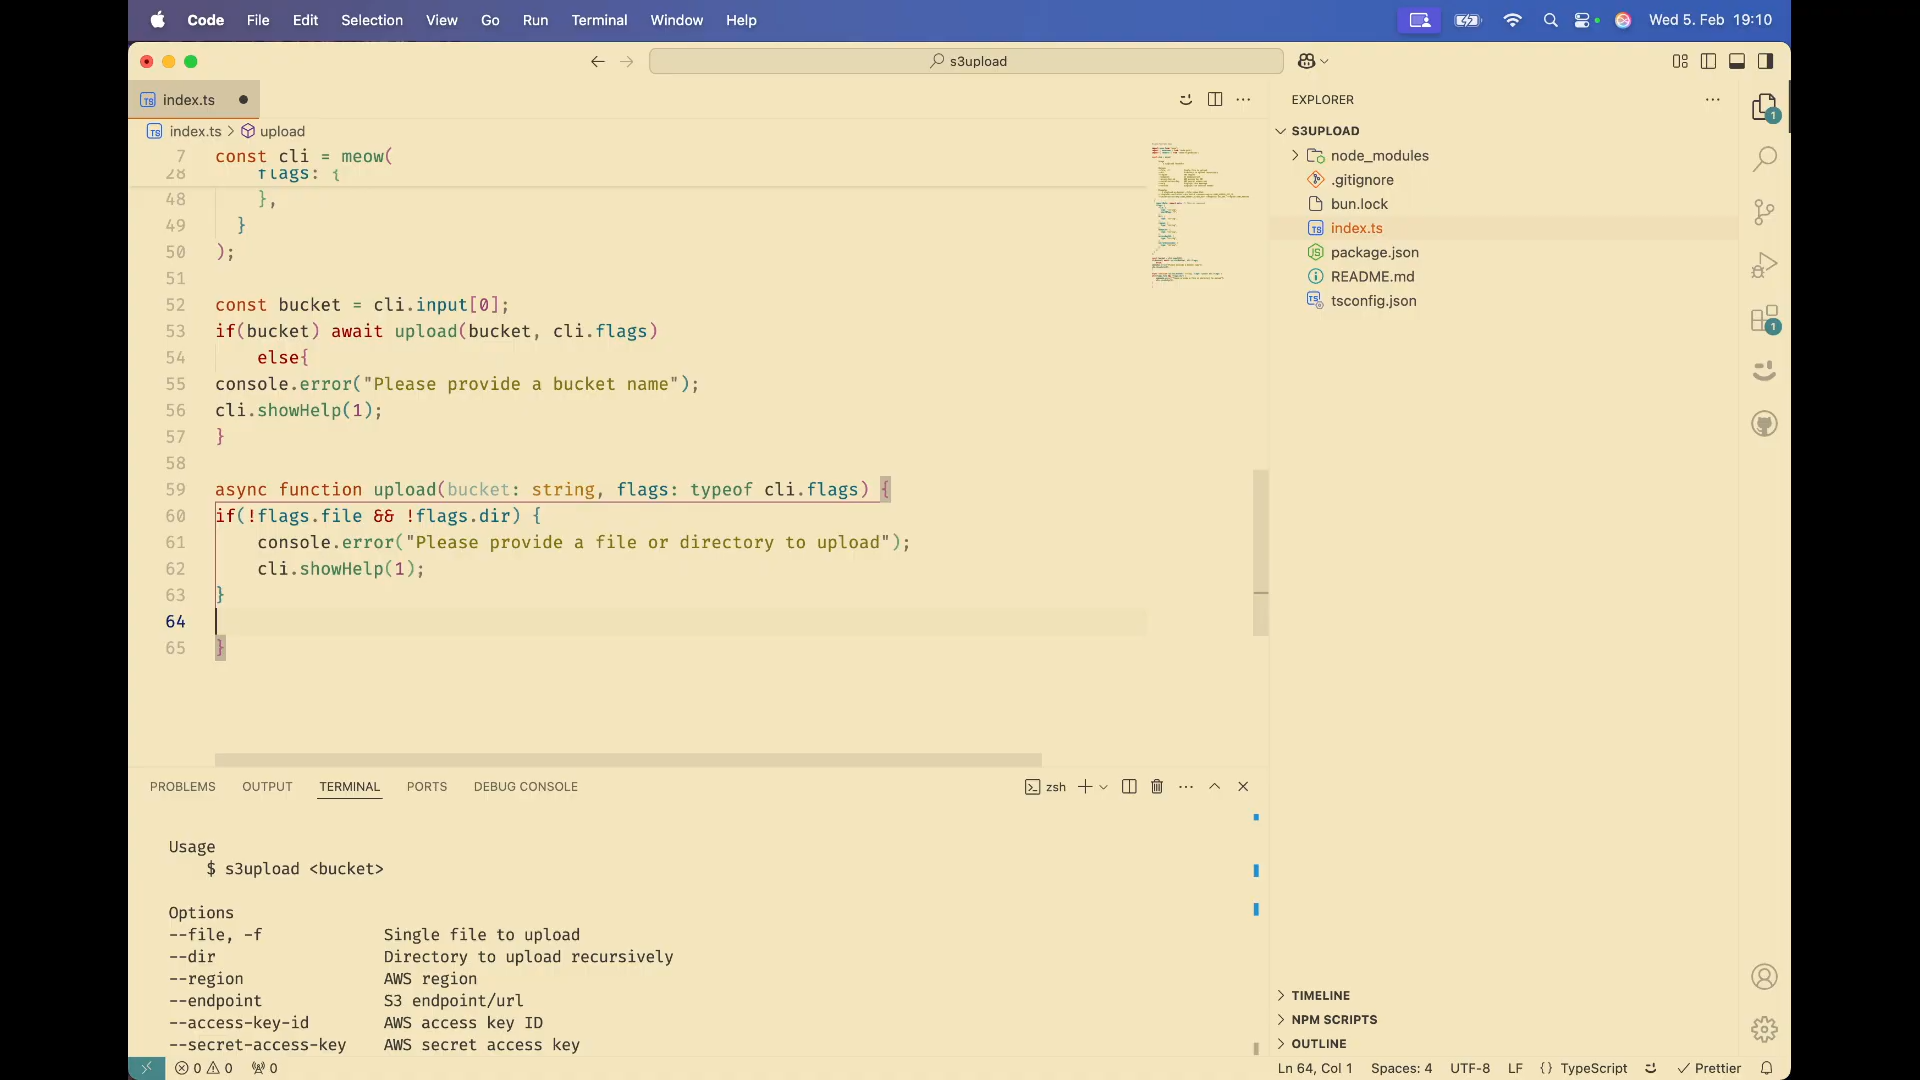 Code File Edit Selection View Go Run Terminal Window Help Wed 5. Feb 19:10
s3upload
index.ts
index.ts > upload
7 const cli = meow(
28 flags: {
48 },
49 }
50 );
51
52 const bucket = cli.input[0];
53 if(bucket) await upload(bucket, cli.flags)
54 else{
55 console.error("Please provide a bucket name");
56 cli.showHelp(1);
57 }
58
59 async function upload(bucket: string, flags: typeof cli.flags) {
60 if(!flags.file && !flags.dir) {
61 console.error("Please provide a file or directory to upload");
62 cli.showHelp(1);
63 }
64
65 }
EXPLORER
S3UPLOAD
node_modules
.gitignore
bun.lock
index.ts
package.json
README.md
tsconfig.json
TIMELINE
NPM SCRIPTS
OUTLINE
1
1
PROBLEMS OUTPUT TERMINAL PORTS DEBUG CONSOLE zsh
Usage
$ s3upload <bucket>
Options
--file, -f Single file to upload
--dir Directory to upload recursively
--region AWS region
--endpoint S3 endpoint/url
--access-key-id AWS access key ID
--secret-access-key AWS secret access key
0 0 0 Ln 64, Col 1 Spaces: 4 UTF-8 LF {} TypeScript Prettier